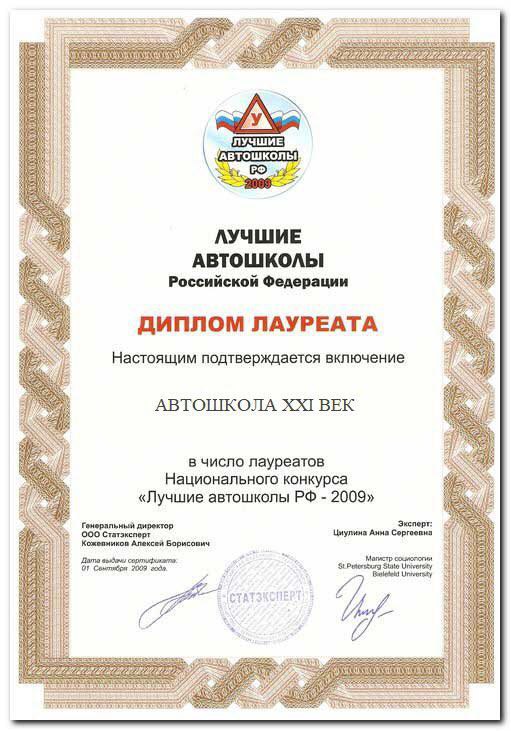 У
ЛУЧШИЕ
АВТОШКОЛЫ
РФ
2009
ЛУЧШИЕ
АВТОШКОЛЫ
Российской Федерации
ДИПЛОМ ЛАУРЕАТА
Настоящим подтверждается включение
АВТОШКОЛА XXI ВЕК
в число лауреатов
Национального конкурса
«Лучшие автошколы РФ - 2009»
Генеральный директор
ООО Статэксперт
Кожевников Алексей Борисович
Дата выдачи сертификата:
01 Сентября 2009 года.
Эксперт:
Циулина Анна Сергеевна
Магистр социологии
St.Petersburg State University
Bielefeld University
СТАТЭКСПЕРТ